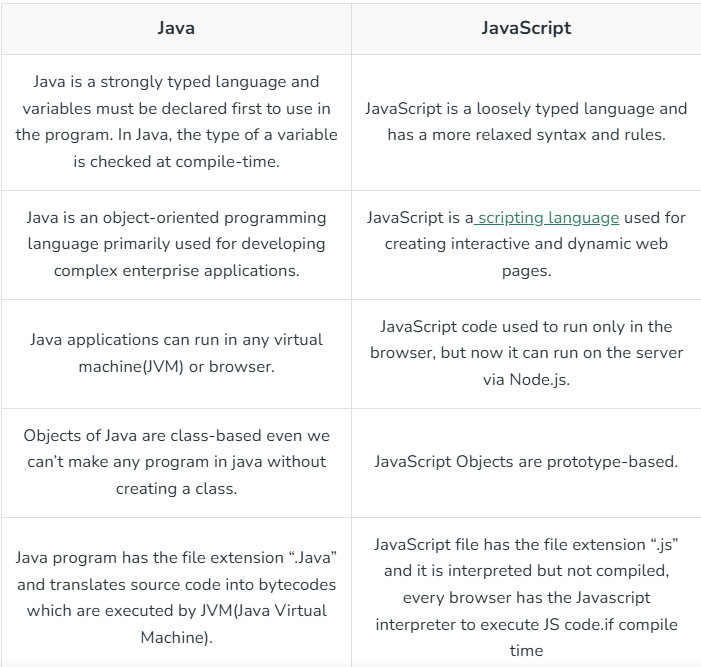 Java
JavaScript
Java is a strongly typed language and
variables must be declared first to use in
the program. In Java, the type of a variable
is checked at compile-time.
JavaScript is a loosely typed language and
has a more relaxed syntax and rules.
Java is an object-oriented programming
language primarily used for developing
complex enterprise applications.
JavaScript is a scripting language used for
creating interactive and dynamic web
pages.
Java applications can run in any virtual
machine(JVM) or browser.
JavaScript code used to run only in the
browser, but now it can run on the server
via Node.js.
Objects of Java are class-based even we
can’t make any program in java without
creating a class.
JavaScript Objects are prototype-based.
Java program has the file extension “.Java”
and translates source code into bytecodes
which are executed by JVM(Java Virtual
Machine).
JavaScript file has the file extension “.js”
and it is interpreted but not compiled,
every browser has the Javascript
interpreter to execute JS code.if compile
time